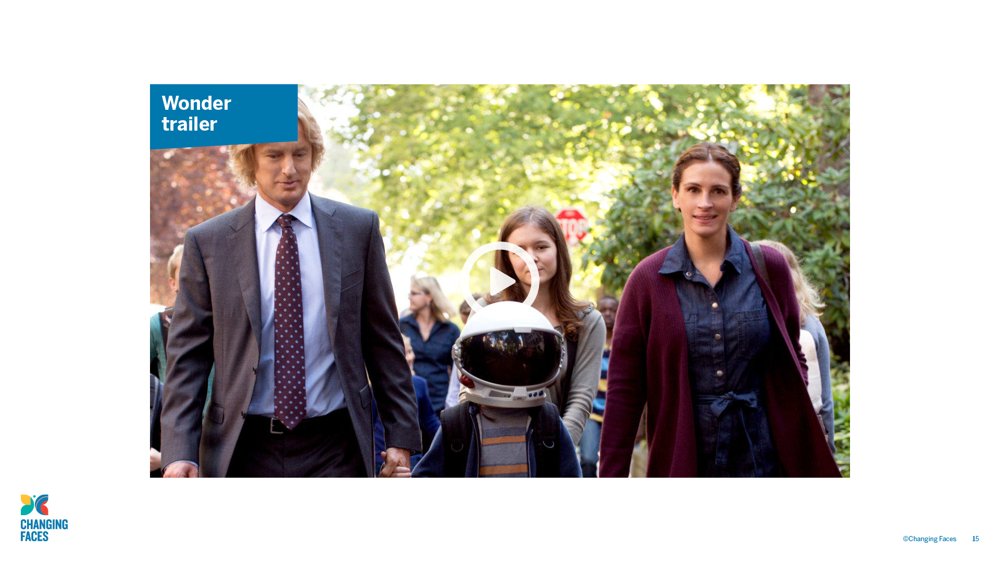 Wonder
trailer
STOP
CHANGING
FACES
©Changing Faces 15